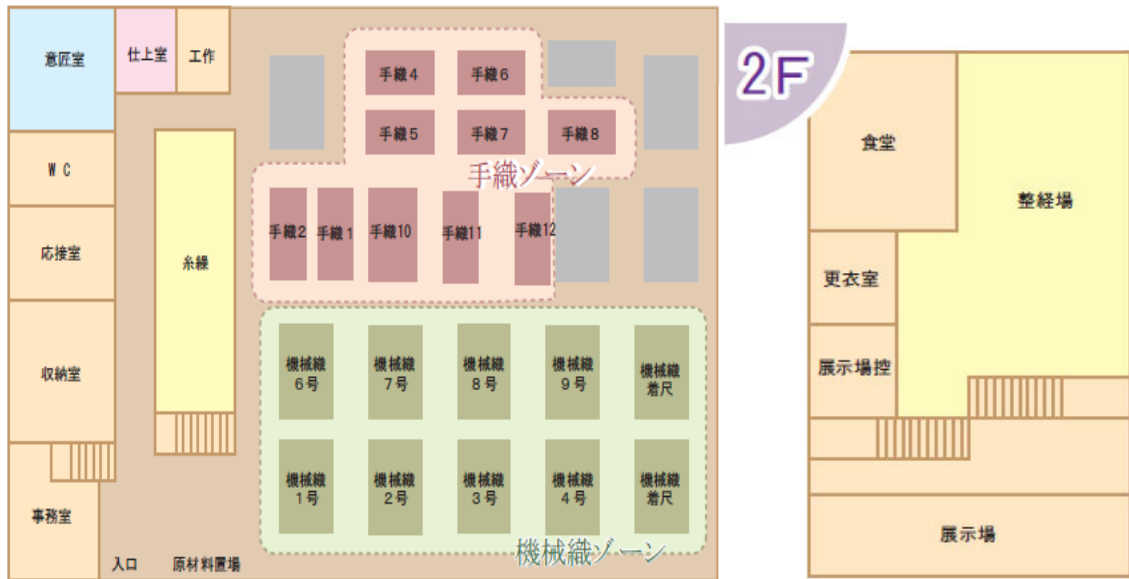 意匠室
仕上室
工作
WC
応接室
収納室
事務室
糸繰
入口
原材料置場
手織4
手織6
手織5
手織7
手織8
手織ゾーン
手織2
手織1
手織10
手織11
手織12
機械織
6号
機械織
7号
機械織
8号
機械織
9号
機械織
着尺
機械織
1号
機械織
2号
機械織
3号
機械織
4号
機械織
着尺
機械織ゾーン
2F
食堂
整経場
更衣室
展示場控
展示場